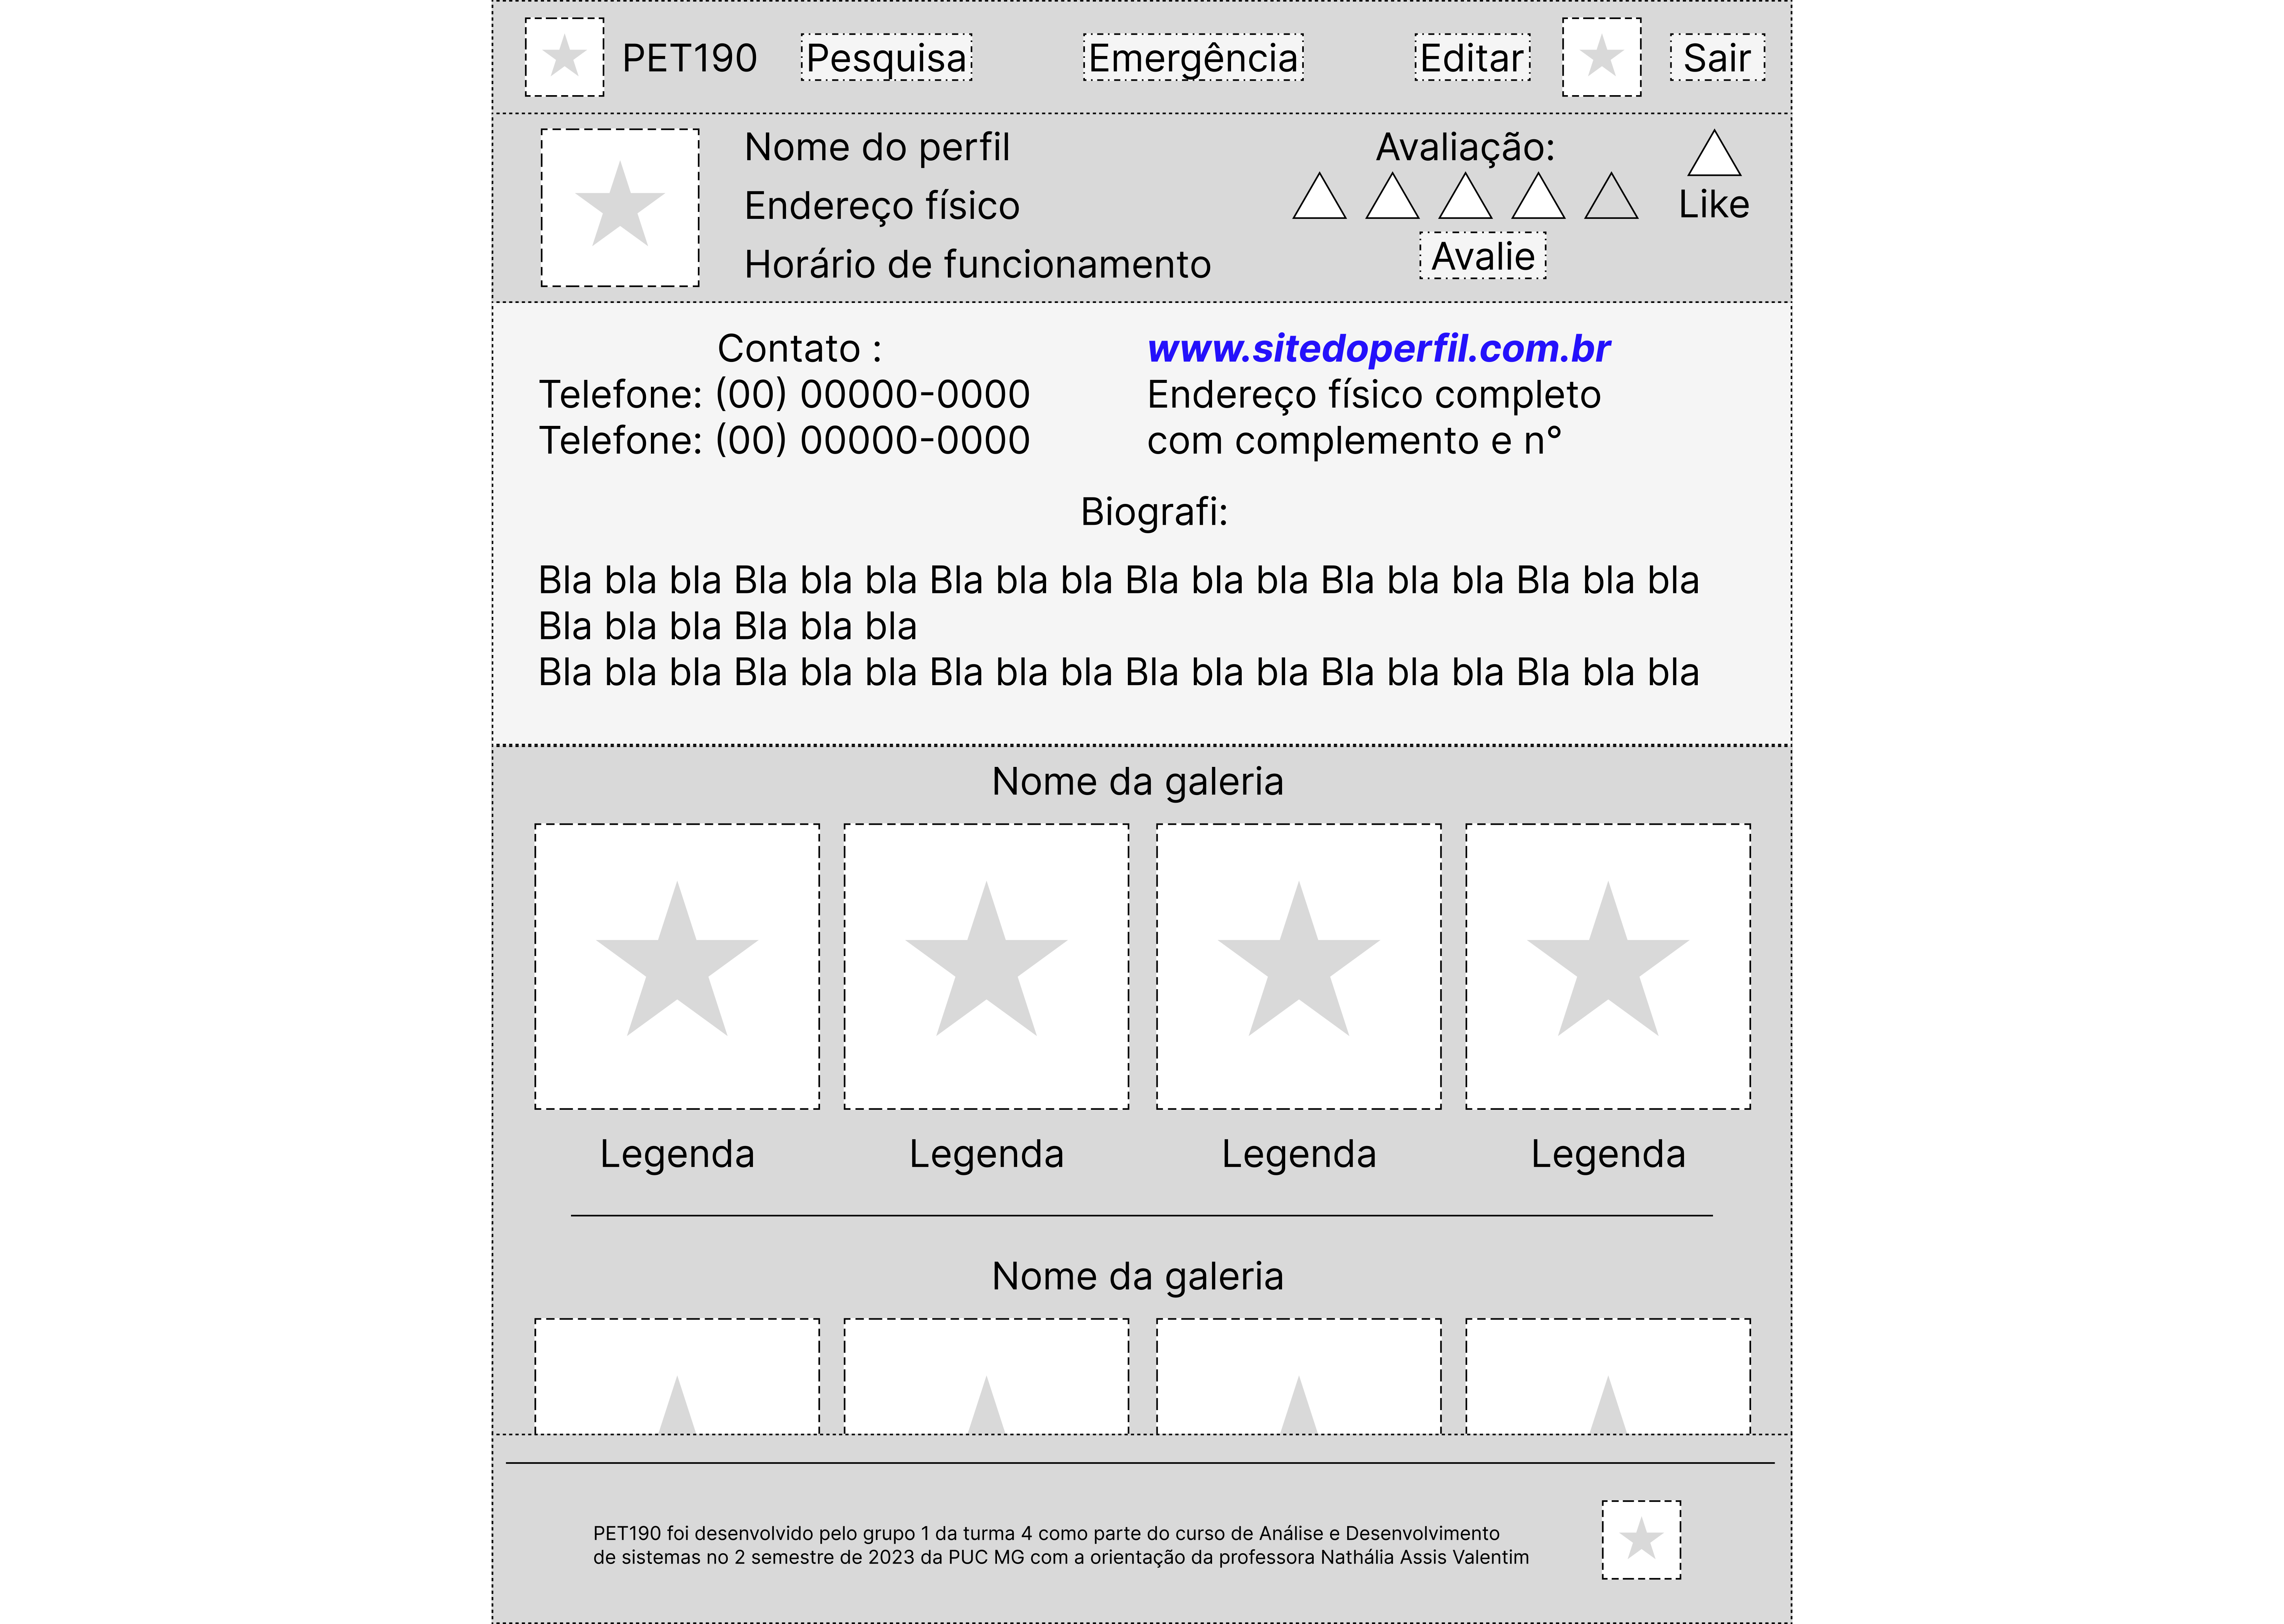 PET190 Pesquisa Emergência Editar Sair
Nome do perfil
Endereço físico
Horário de funcionamento
Avaliação:
Avalie
Like
Contato :
Telefone: (00) 00000-0000
Telefone: (00) 00000-0000
www.sitedoperfil.com.br
Endereço físico completo
com complemento e n°
Biografi:
Bla bla bla Bla bla bla Bla bla bla Bla bla bla Bla bla bla Bla bla bla
Bla bla bla Bla bla bla
Bla bla bla Bla bla bla Bla bla bla Bla bla bla Bla bla bla Bla bla bla
Nome da galeria
Legenda Legenda Legenda Legenda
Nome da galeria
PET190 foi desenvolvido pelo grupo 1 da turma 4 como parte do curso de Análise e Desenvolvimento
de sistemas no 2 semestre de 2023 da PUC MG com a orientação da professora Nathália Assis Valentim